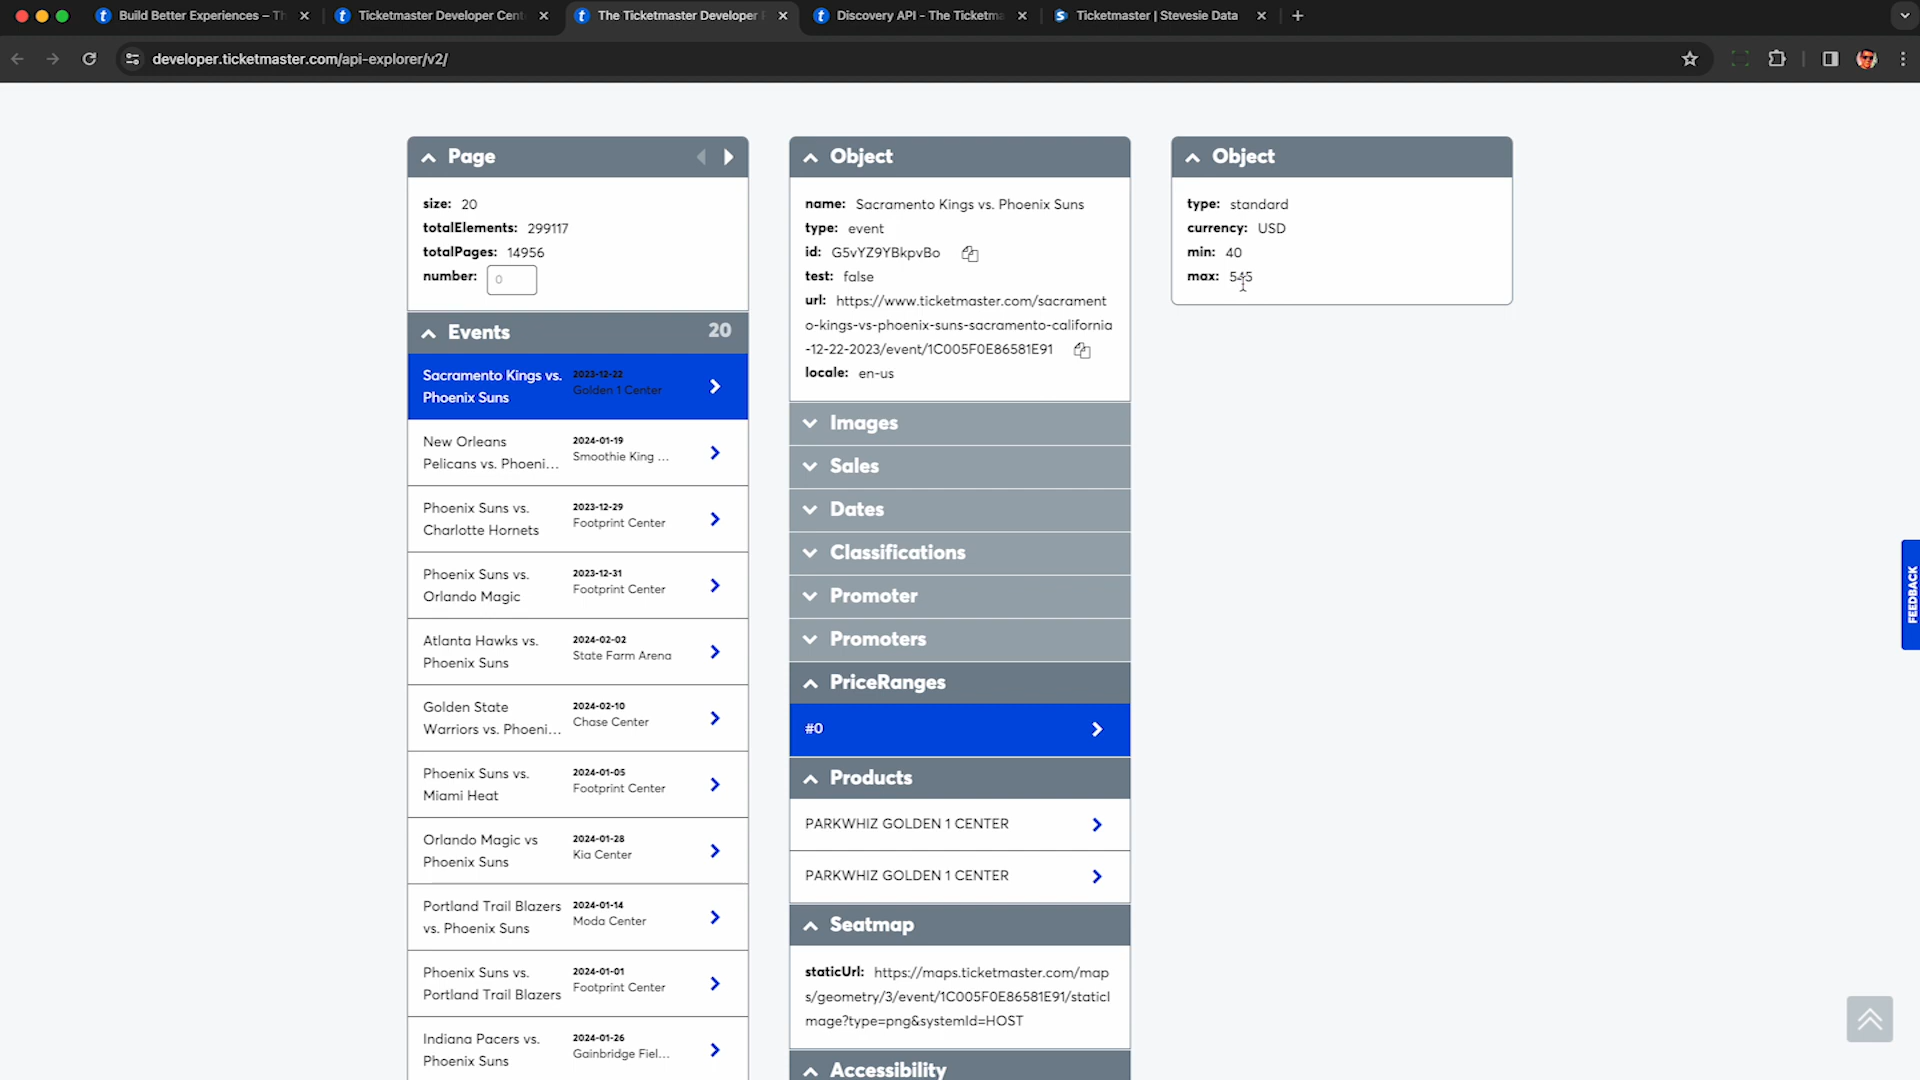 Build Better Experiences – Th
Ticketmaster Developer Cent
The Ticketmaster Developer P
Discovery API - The Ticketma
Ticketmaster | Stevesie Data
developer.ticketmaster.com/api-explorer/v2/
Page
size: 20
totalElements: 299117
totalPages: 14956
number: 0
Events 20
Sacramento Kings vs. 2023-12-22
Phoenix Suns Golden 1 Center
New Orleans 2024-01-19
Pelicans vs. Phoeni... Smoothie King ...
Phoenix Suns vs. 2023-12-29
Charlotte Hornets Footprint Center
Phoenix Suns vs. 2023-12-31
Orlando Magic Footprint Center
Atlanta Hawks vs. 2024-02-02
Phoenix Suns State Farm Arena
Golden State 2024-02-10
Warriors vs. Phoeni... Chase Center
Phoenix Suns vs. 2024-01-05
Miami Heat Footprint Center
Orlando Magic vs 2024-01-28
Phoenix Suns Kia Center
Portland Trail Blazers 2024-01-14
vs. Phoenix Suns Moda Center
Phoenix Suns vs. 2024-01-01
Portland Trail Blazers Footprint Center
Indiana Pacers vs. 2024-01-26
Phoenix Suns Gainbridge Fiel...
Object
name: Sacramento Kings vs. Phoenix Suns
type: event
id: G5vYZ9YBkpvBo
test: false
url: https://www.ticketmaster.com/sacrament
o-kings-vs-phoenix-suns-sacramento-california
-12-22-2023/event/1C005F0E86581E91
locale: en-us
Images
Sales
Dates
Classifications
Promoter
Promoters
PriceRanges
#0
Products
PARKWHIZ GOLDEN 1 CENTER
PARKWHIZ GOLDEN 1 CENTER
Seatmap
staticUrl: https://maps.ticketmaster.com/map
s/geometry/3/event/1C005F0E86581E91/staticI
mage?type=png&systemId=HOST
Accessibility
Object
type: standard
currency: USD
min: 40
max: 545
FEEDBACK